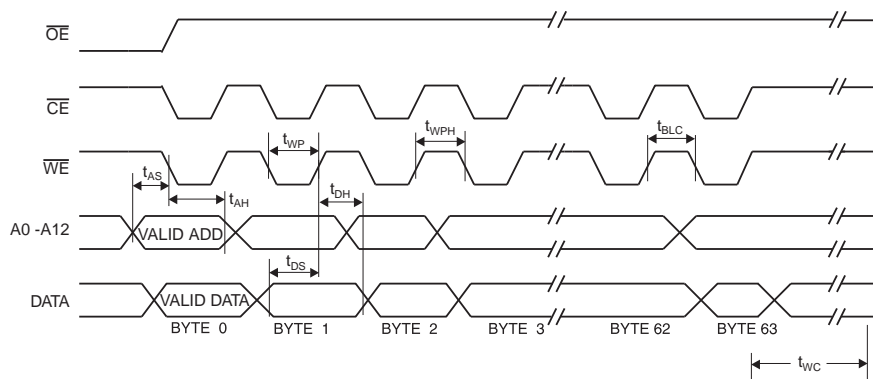 OE
CE
tWP
tWPH
tBLC
WE
tAS
tAH
tDH
A0 -A12
VALID ADD
tDS
DATA
VALID DATA
BYTE 0
BYTE 1
BYTE 2
BYTE 3
BYTE 62
BYTE 63
tWC